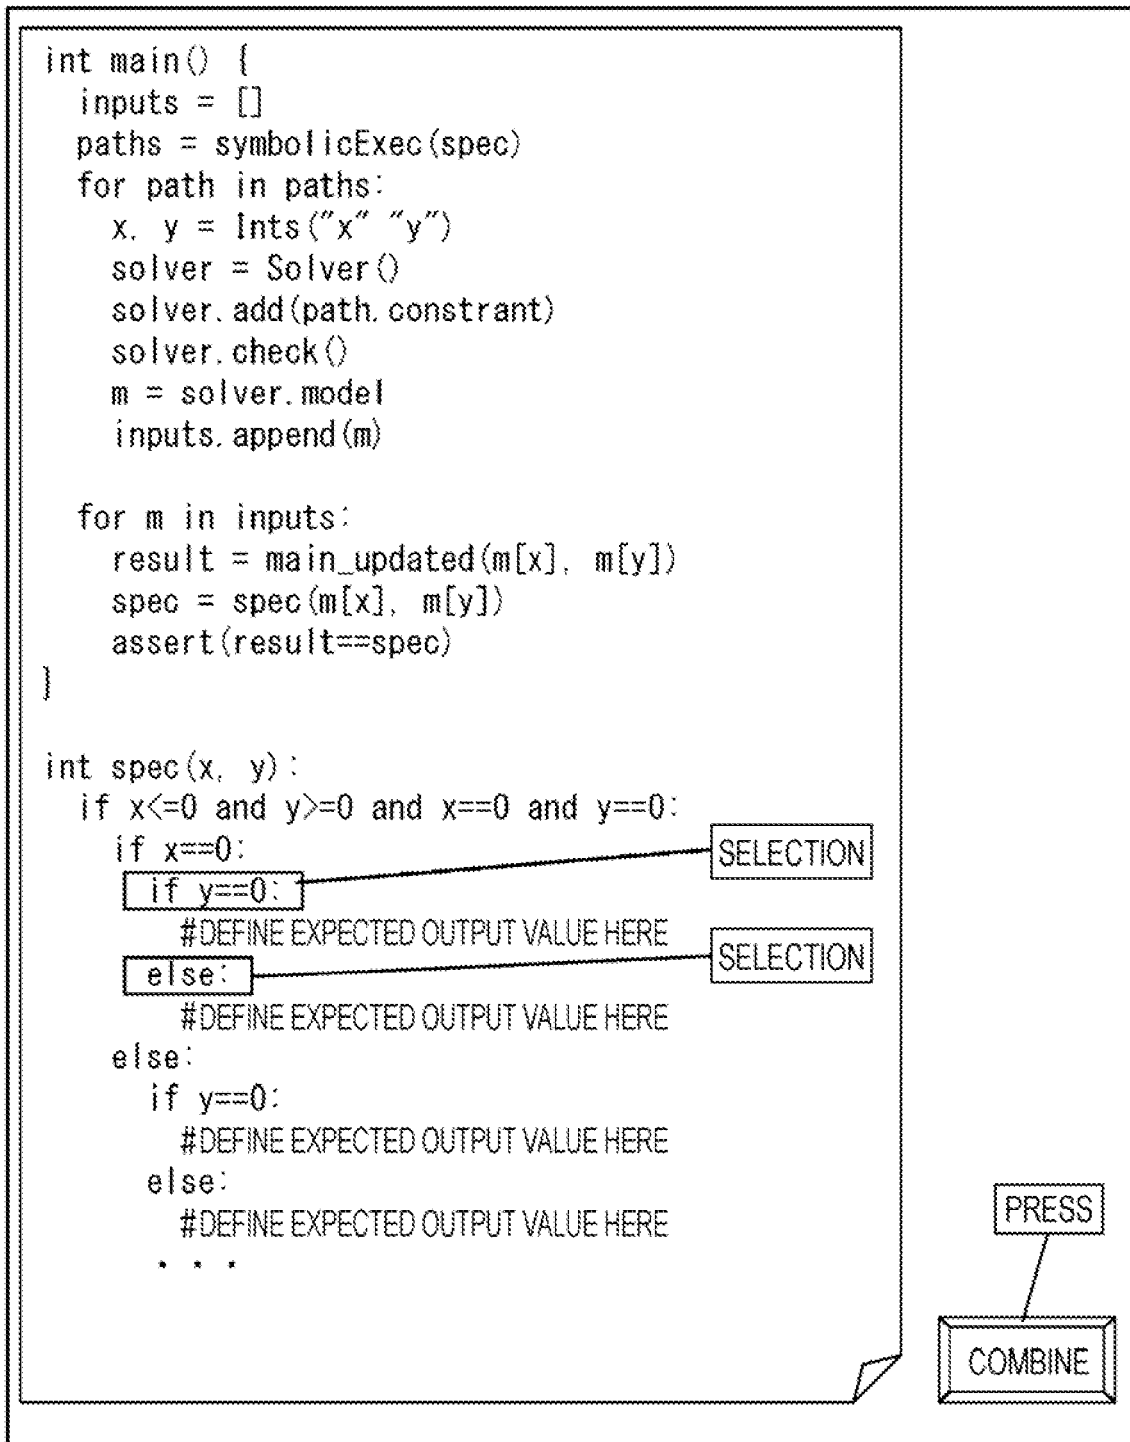 int main() {
inputs = []
paths = symbolicExec(spec)
for path in paths:
x, y = Ints("x" "y")
solver = Solver()
solver.add(path.constrant)
solver.check()
m = solver.model
inputs.append(m)
for m in inputs:
result = main_updated(m[x], m[y])
spec = spec(m[x], m[y])
assert(result==spec)
}
int spec(x, y):
if x<=0 and y>=0 and x==0 and y==0:
if x==0:
SELECTION
if y==0:
#DEFINE EXPECTED OUTPUT VALUE HERE
SELECTION
else:
#DEFINE EXPECTED OUTPUT VALUE HERE
else:
if y==0:
#DEFINE EXPECTED OUTPUT VALUE HERE
else:
#DEFINE EXPECTED OUTPUT VALUE HERE
. . .
PRESS
COMBINE